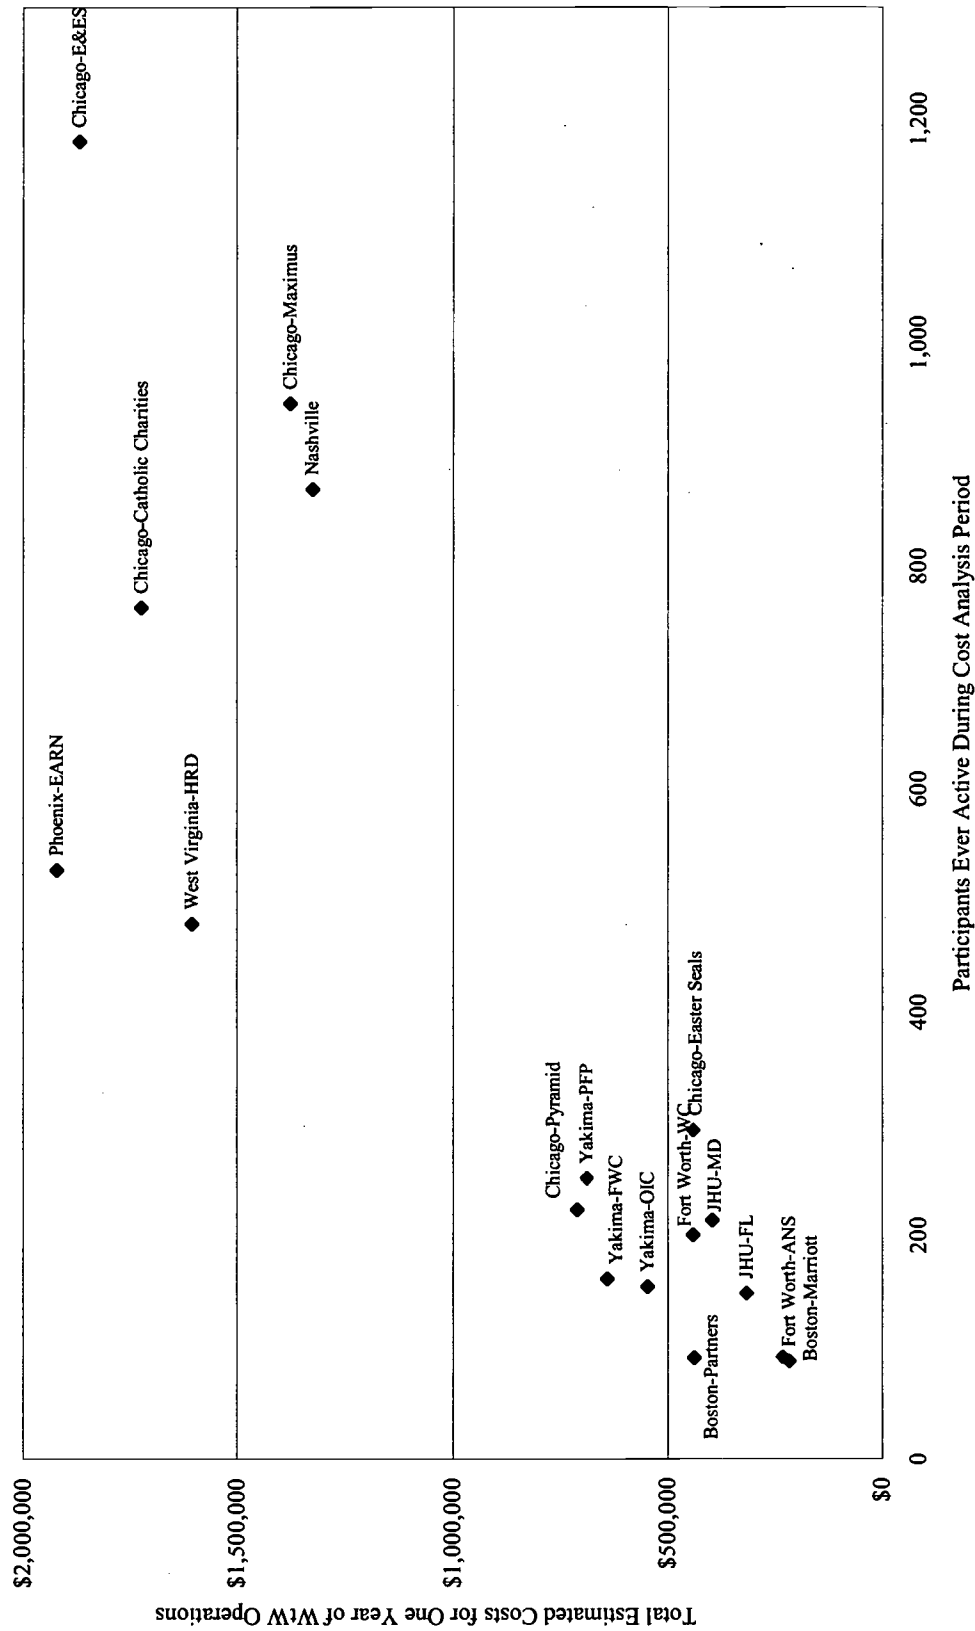 Total Estimated Costs for One Year of WtW Operations
$2,000,000
$1,500,000
$1,000,000
$500,000
$0
Phoenix-EARN
Chicago-E&ES
Chicago-Catholic Charities
West Virginia-HRD
Chicago-Maximus
Nashville
Chicago-Pyramid
Yakima-PFP
Yakima-FWC
Yakima-OIC
Fort Worth-WC
Chicago-Easter Seals
Boston-Partners
JHU-MD
JHU-FL
Fort Worth-ANS
Boston-Marriott
0
200
400
600
800
1,000
1,200
Participants Ever Active During Cost Analysis Period